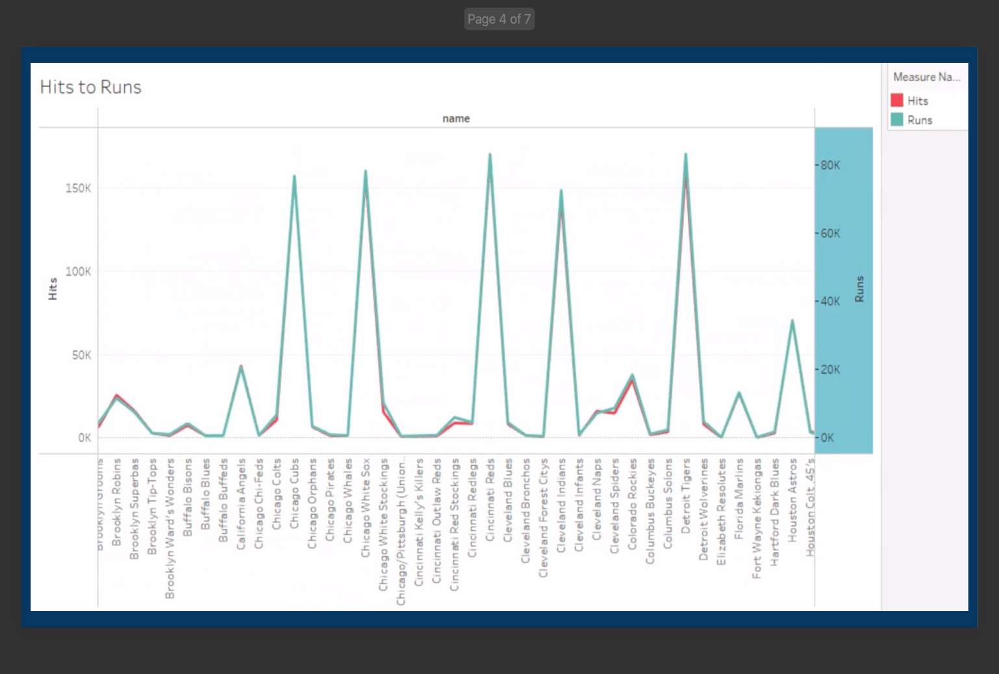 Page 4 of 7
Hits to Runs
Measure Na...
Hits
Runs
name
150K
100K
50K
0K
Hits
80K
60K
40K
20K
0K
Runs
Brooklyn Grooms
Brooklyn Robins
Brooklyn Superbas
Brooklyn Tip-Tops
Brooklyn Ward's Wonders
Buffalo Bisons
Buffalo Blues
Buffalo Buffeds
California Angels
Chicago Chi-Feds
Chicago Colts
Chicago Cubs
Chicago Orphans
Chicago Pirates
Chicago Whales
Chicago White Sox
Chicago White Stockings
Chicago/Pittsburgh (Union..
Cincinnati Kelly's Killers
Cincinnati Outlaw Reds
Cincinnati Red Stockings
Cincinnati Redlegs
Cincinnati Reds
Cleveland Blues
Cleveland Bronchos
Cleveland Forest Citys
Cleveland Indians
Cleveland Infants
Cleveland Naps
Cleveland Spiders
Colorado Rockies
Columbus Buckeyes
Columbus Solons
Detroit Tigers
Detroit Wolverines
Elizabeth Resolutes
Florida Marlins
Fort Wayne Kekiongas
Hartford Dark Blues
Houston Astros
Houston Colt .45's